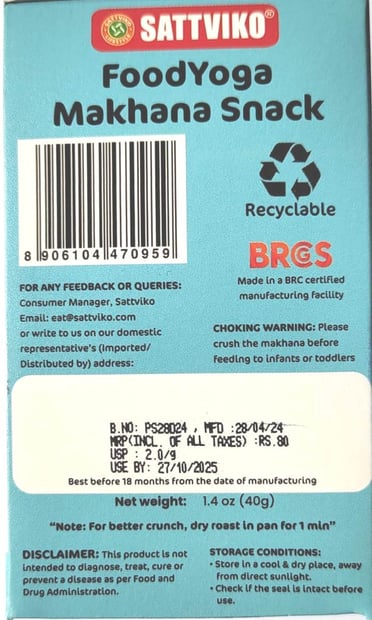 SATTVIKO®
FoodYoga
Makhana Snack
8 906104 470959
Recyclable
BRCGS
Made in a BRC certified
manufacturing facility
FOR ANY FEEDBACK OR QUERIES:
Consumer Manager, Sattviko
Email: eat@sattviko.com
or write to us on our domestic
representative's (Imported/
Distributed by) address:
CHOKING WARNING: Please
crush the makhana before
feeding to infants or toddlers
B.NO: PS28D24 , MFD :28/04/24
MRP(INCL. OF ALL TAXES) :RS.80
USP : 2.0/g
USE BY: 27/10/2025
Best before 18 months from the date of manufacturing
Net weight: 1.4 oz (40g)
"Note: For better crunch, dry roast in pan for 1 min"
DISCLAIMER: This product is not
intended to diagnose, treat, cure or
prevent a disease as per Food and
Drug Administration.
STORAGE CONDITIONS:
• Store in a cool & dry place, away
from direct sunlight.
• Check if the seal is intact before
use.